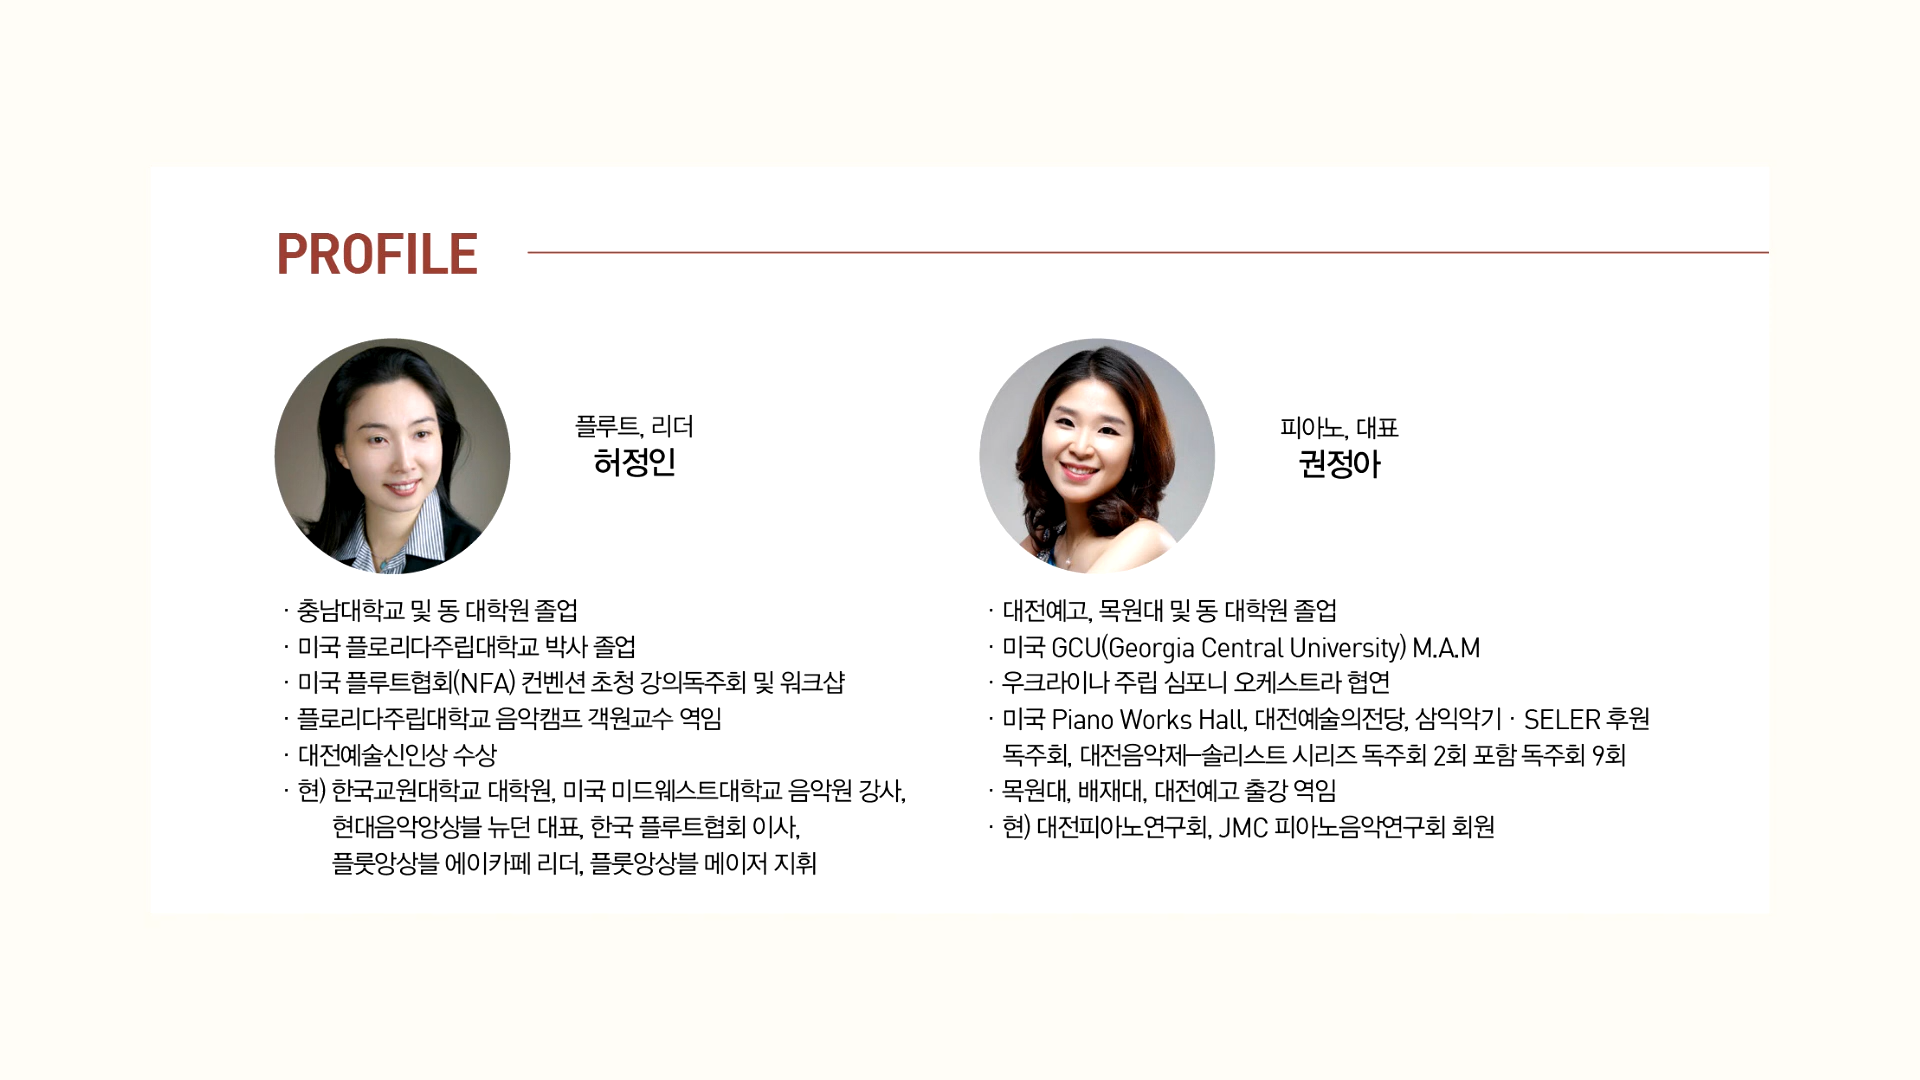 PROFILE
플루트, 리더
허정인
· 충남대학교 및 동 대학원 졸업
· 미국 플로리다주립대학교 박사 졸업
· 미국 플루트협회(NFA) 컨벤션 초청 강의독주회 및 워크샵
· 플로리다주립대학교 음악캠프 객원교수 역임
· 대전예술신인상 수상
· 현) 한국교원대학교 대학원, 미국 미드웨스트대학교 음악원 강사,
현대음악앙상블 뉴던 대표, 한국 플루트협회 이사,
플룻앙상블 에이카페 리더, 플룻앙상블 메이저 지휘
피아노, 대표
권정아
· 대전예고, 목원대 및 동 대학원 졸업
· 미국 GCU(Georgia Central University) M.A.M
· 우크라이나 주립 심포니 오케스트라 협연
· 미국 Piano Works Hall, 대전예술의전당, 삼익악기 · SELER 후원
독주회, 대전음악제–솔리스트 시리즈 독주회 2회 포함 독주회 9회
· 목원대, 배재대, 대전예고 출강 역임
· 현) 대전피아노연구회, JMC 피아노음악연구회 회원